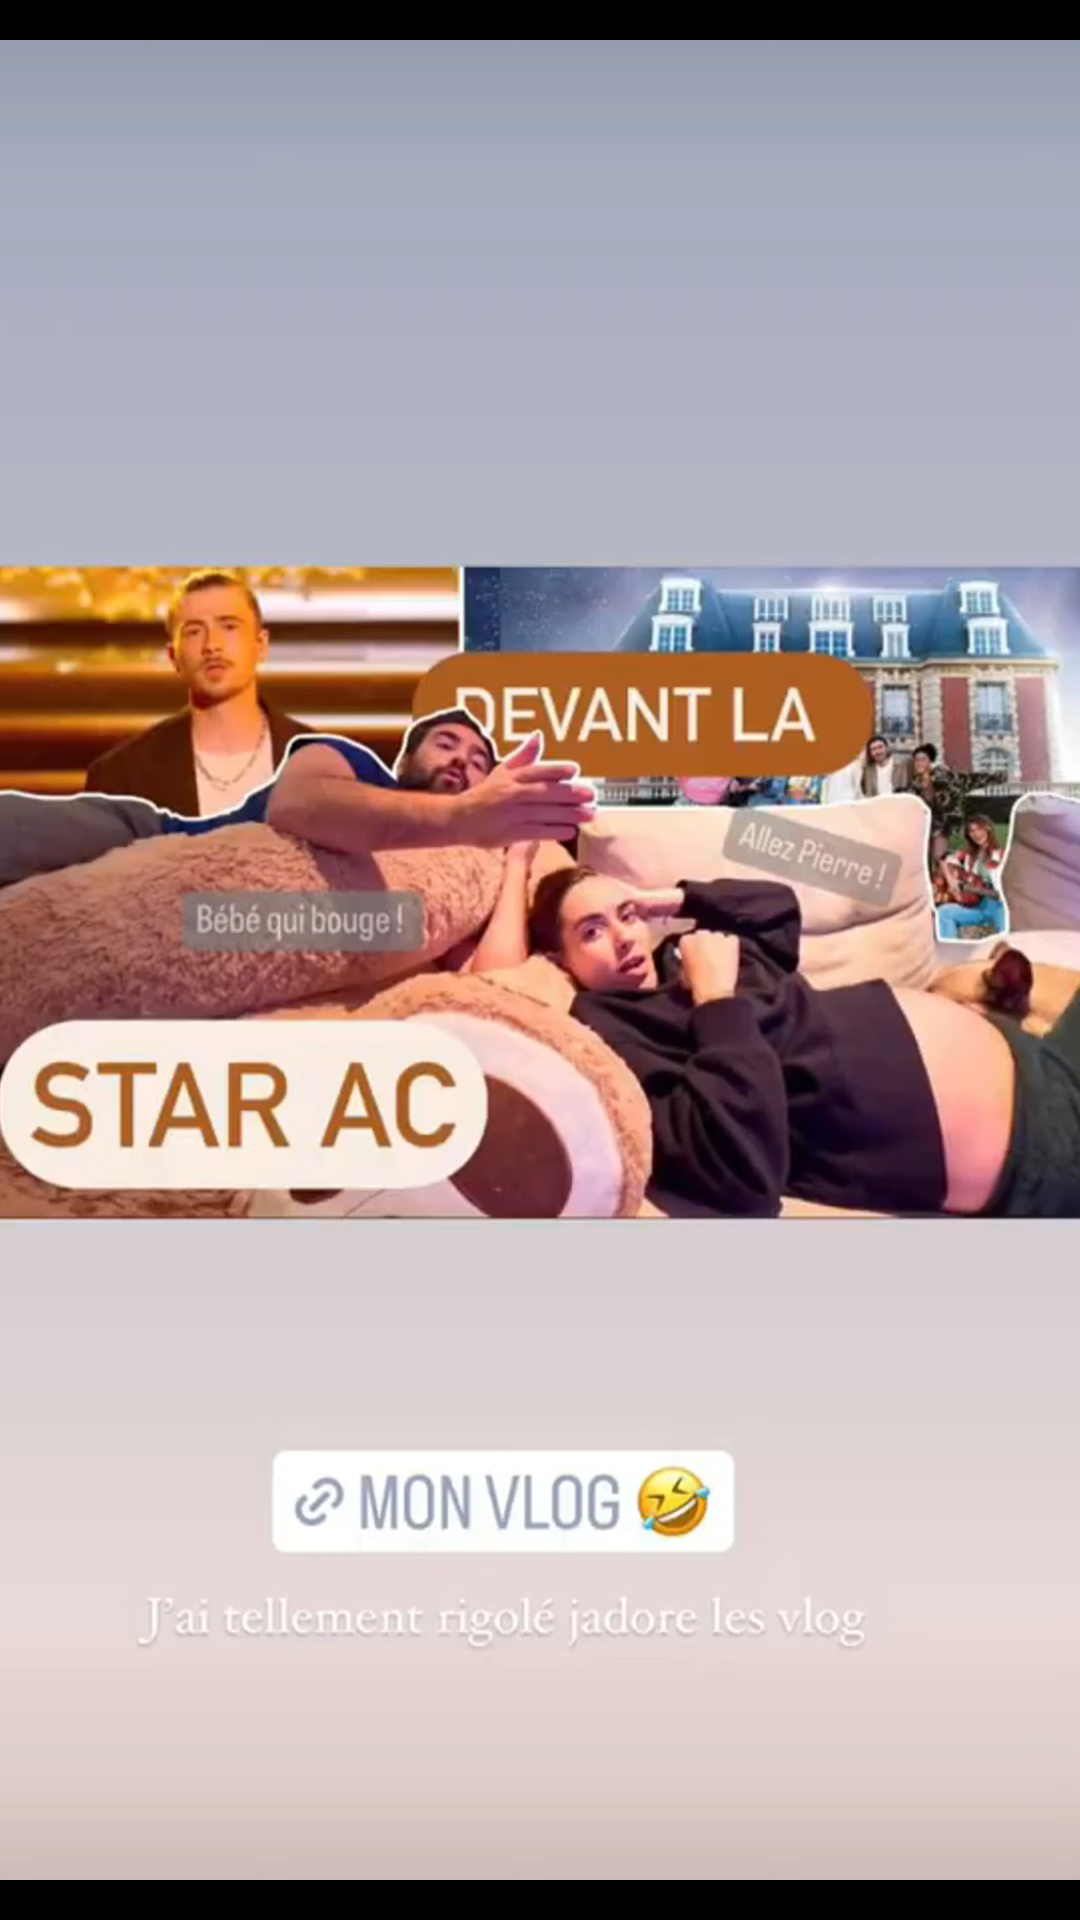 DEVANT LA
Allez Pierre !
Bébé qui bouge !
STAR AC
MON VLOG 🤣
J'ai tellement rigolé jadore les vlog